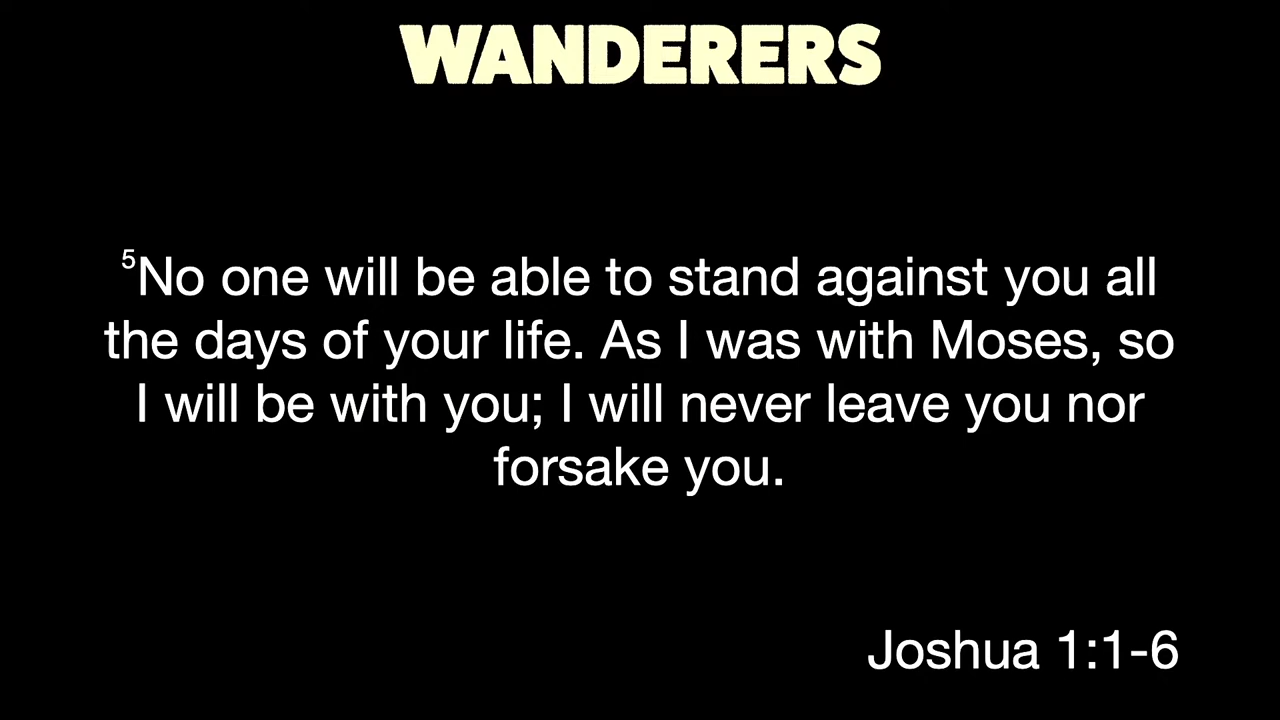 WANDERERS
⁵No one will be able to stand against you all
the days of your life. As I was with Moses, so
I will be with you; I will never leave you nor
forsake you.
Joshua 1:1-6